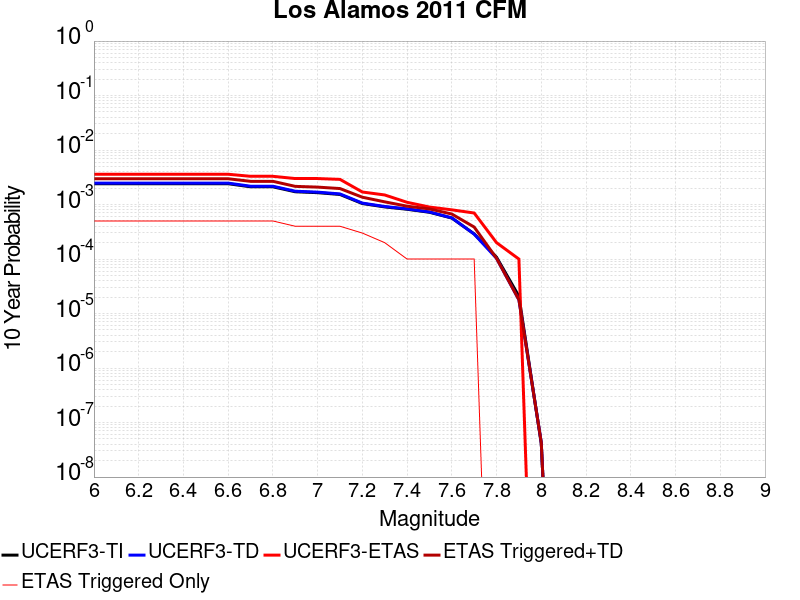 Los Alamos 2011 CFM
10 0
10 -1
10 -2
10 -3
10 -4
10 -5
10 -6
10 -7
10 -8
10 Year Probability
6 6.2 6.4 6.6 6.8 7 7.2 7.4 7.6 7.8 8 8.2 8.4 8.6 8.8 9
Magnitude
UCERF3-TI UCERF3-TD UCERF3-ETAS ETAS Triggered+TD
ETAS Triggered Only